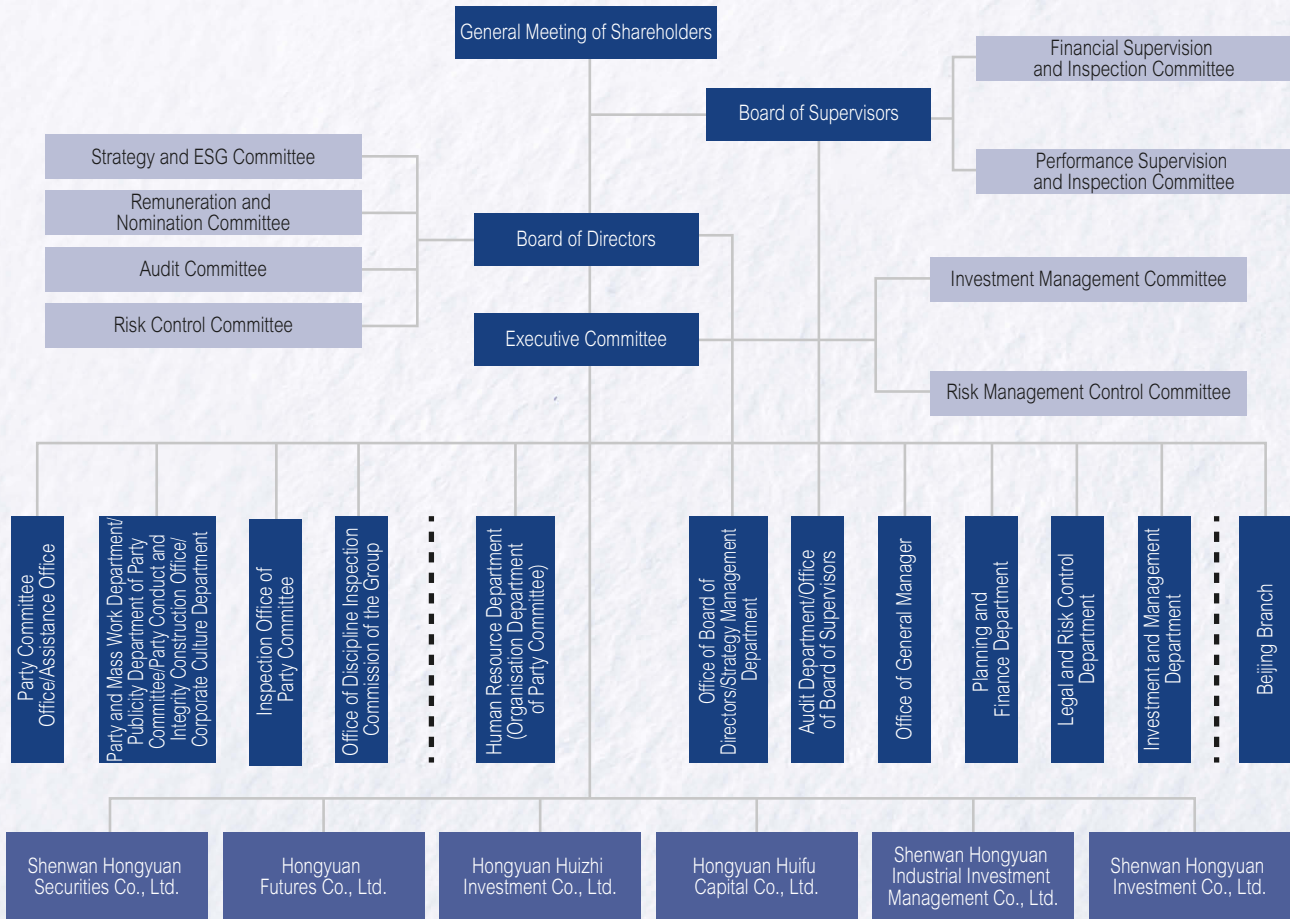 General Meeting of Shareholders
Financial Supervision
and Inspection Committee
Board of Supervisors
Performance Supervision
and Inspection Committee
Strategy and ESG Committee
Remuneration and
Nomination Committee
Audit Committee
Risk Control Committee
Board of Directors
Executive Committee
Investment Management Committee
Risk Management Control Committee
Party Committee
Office/Assistance Office
Party and Mass Work Department/
Publicity Department of Party
Committee/Party Conduct and
Integrity Construction Office/
Corporate Culture Department
Inspection Office of
Party Committee
Office of Discipline Inspection
Commission of the Group
Human Resource Department
(Organisation Department
of Party Committee)
Office of Board of
Directors/Strategy Management
Department
Audit Department/Office
of Board of Supervisors
Office of General Manager
Planning and
Finance Department
Legal and Risk Control
Department
Investment and Management
Department
Beijing Branch
Shenwan Hongyuan
Securities Co., Ltd.
Hongyuan
Futures Co., Ltd.
Hongyuan Huizhi
Investment Co., Ltd.
Hongyuan Huifu
Capital Co., Ltd.
Shenwan Hongyuan
Industrial Investment
Management Co., Ltd.
Shenwan Hongyuan
Investment Co., Ltd.